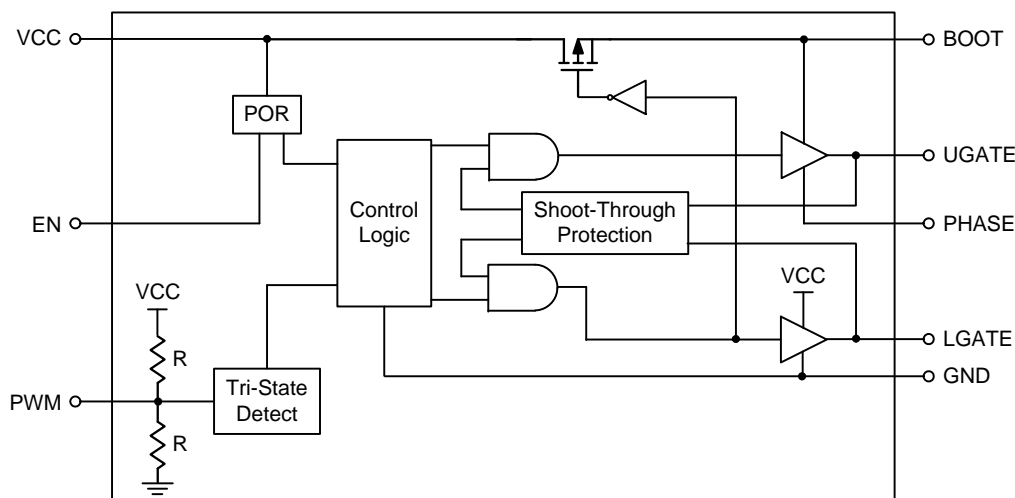 VCC
BOOT
POR
UGATE
Control
Logic
Shoot-Through
Protection
EN
PHASE
VCC
VCC
R
LGATE
Tri-State
Detect
GND
PWM
R